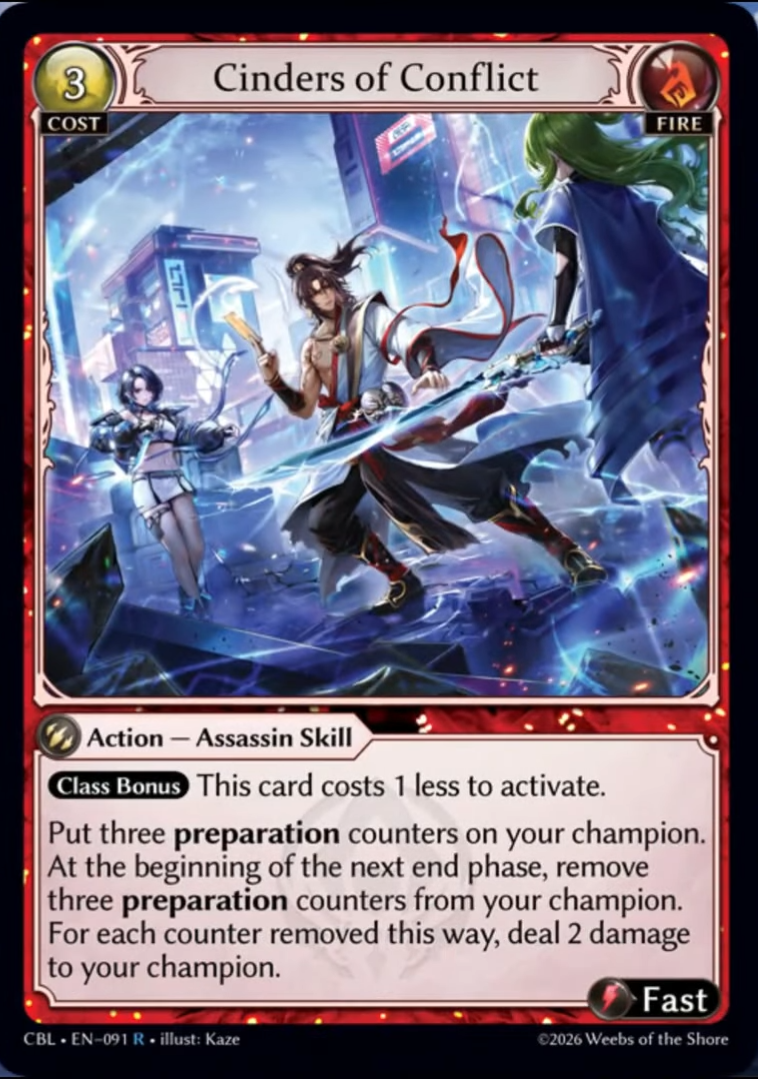 3
Cinders of Conflict
COST
FIRE
Action — Assassin Skill
Class Bonus This card costs 1 less to activate.
Put three preparation counters on your champion.
At the beginning of the next end phase, remove
three preparation counters from your champion.
For each counter removed this way, deal 2 damage
to your champion.
Fast
CBL • EN-091 R • illust: Kaze
©2026 Weebs of the Shore